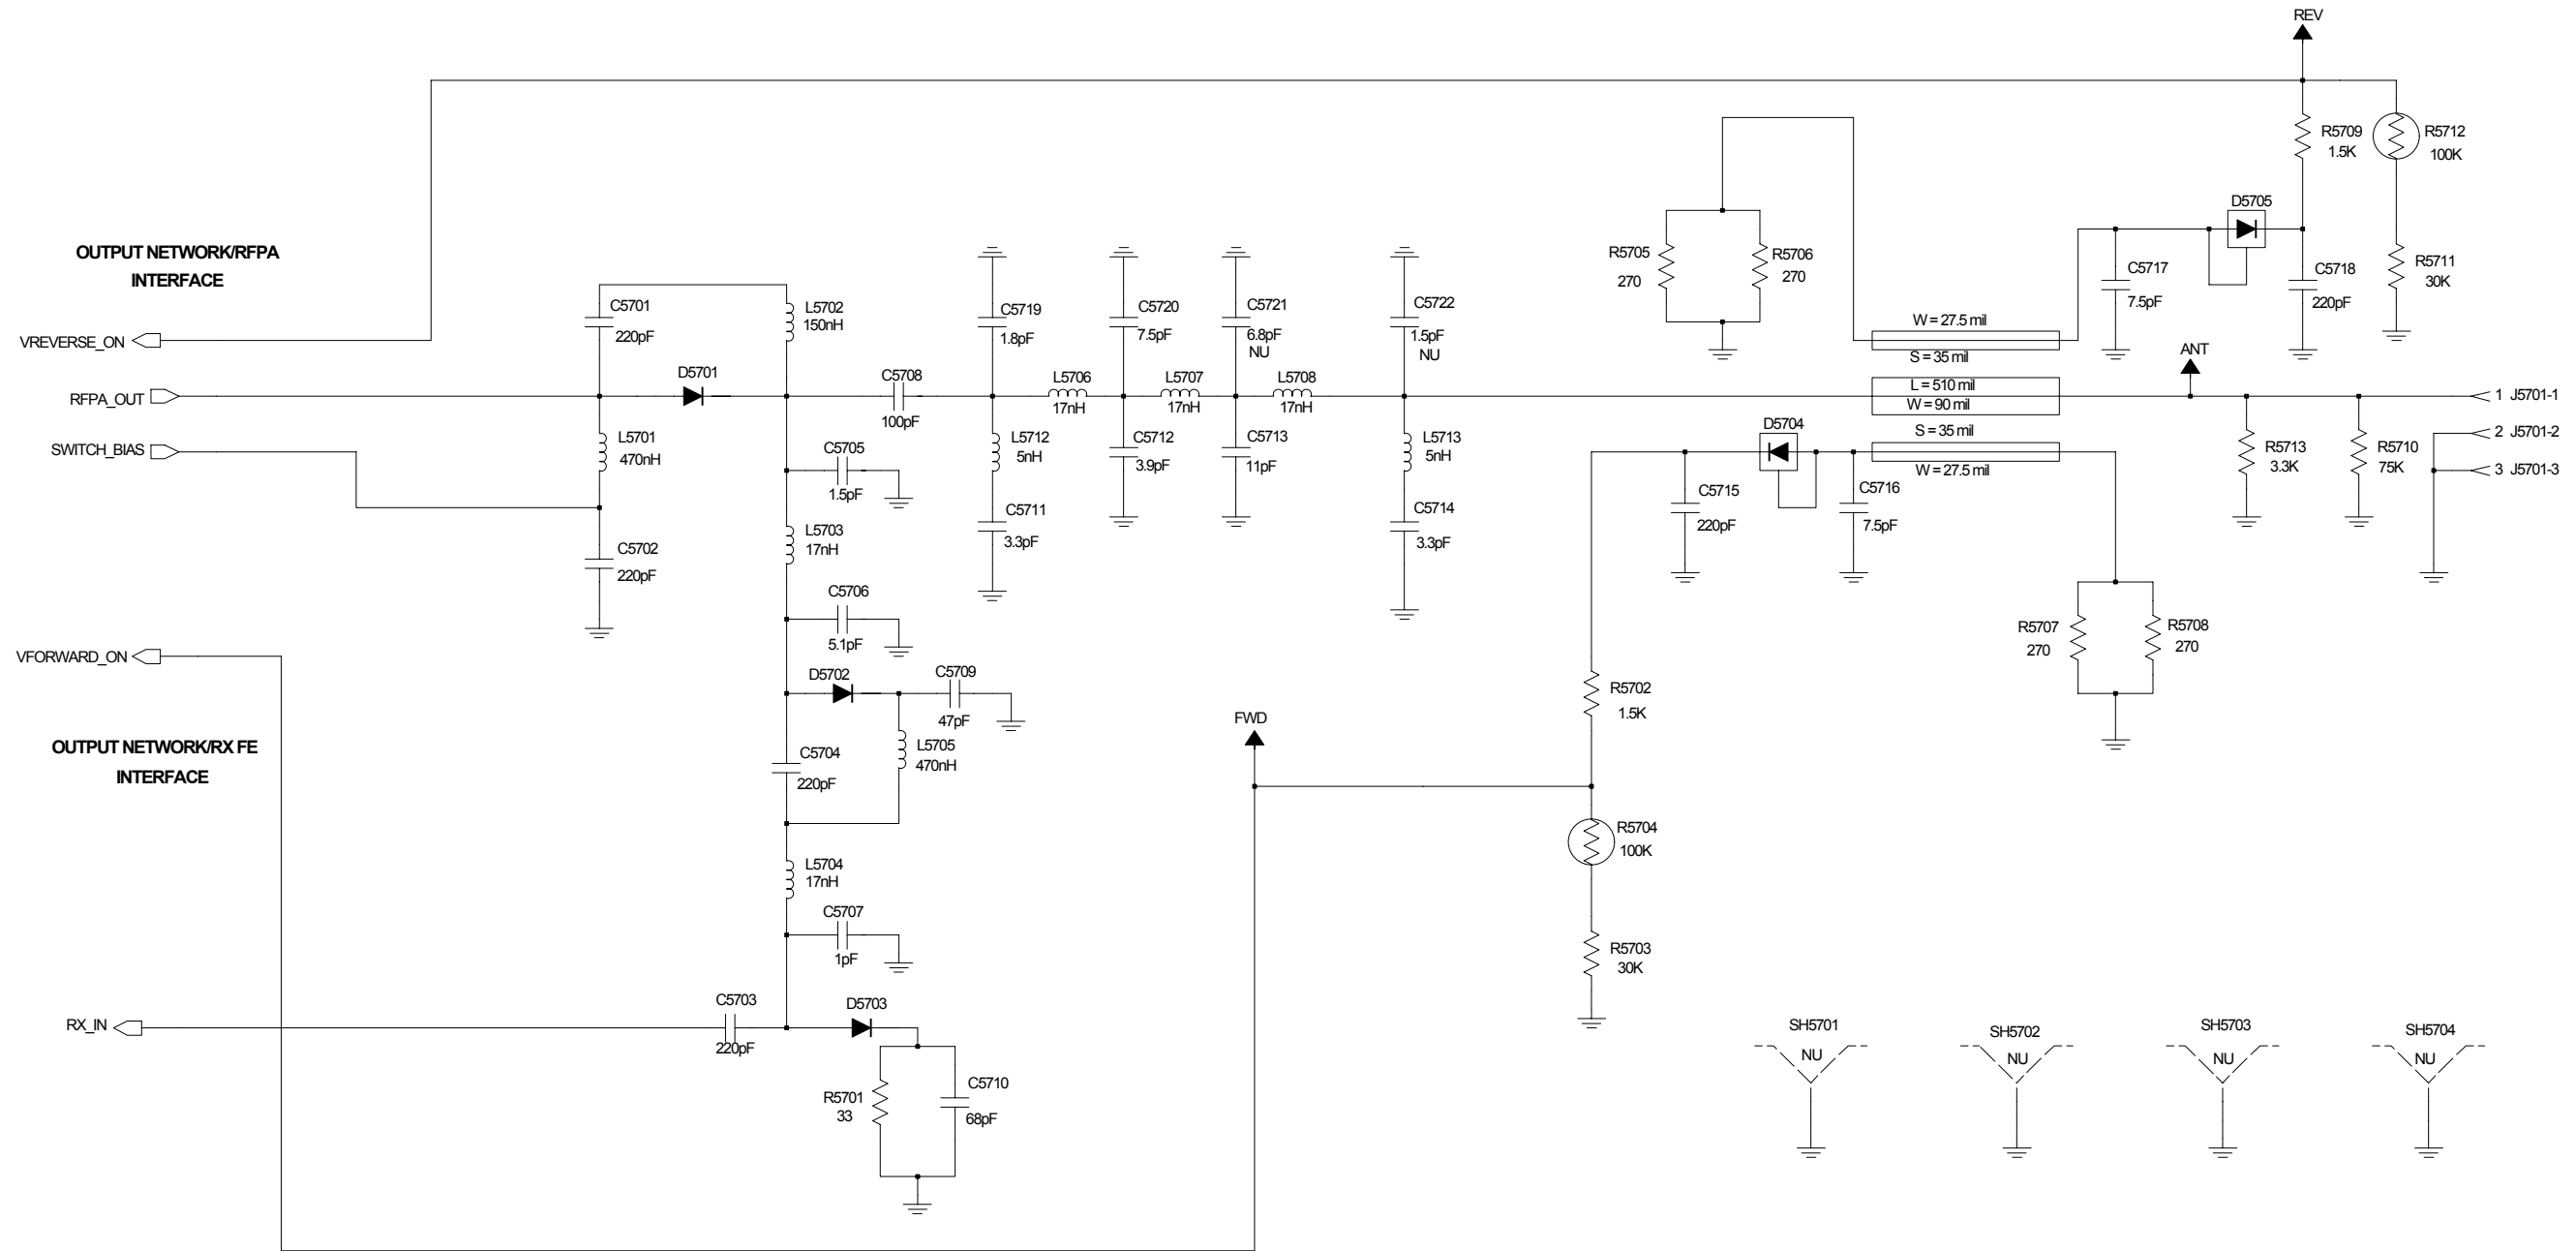 REV
R5709
1.5K
R5712
100K
D5705
OUTPUT NETWORK/RFPA
INTERFACE
R5705
270
R5706
270
C5717
7.5pF
C5718
220pF
R5711
30K
C5701
220pF
L5702
150nH
C5719
1.8pF
C5720
7.5pF
C5721
6.8pF
NU
C5722
1.5pF
NU
W = 27.5 mil
S = 35 mil
VREVERSE_ON
ANT
D5701
C5708
100pF
L5706
17nH
L5707
17nH
L5708
17nH
L = 510 mil
W = 90 mil
RFPA_OUT
1 J5701-1
S = 35 mil
W = 27.5 mil
D5704
2 J5701-2
3 J5701-3
SWITCH_BIAS
L5701
470nH
L5712
5nH
C5712
3.9pF
C5713
11pF
L5713
5nH
R5713
3.3K
R5710
75K
C5705
1.5pF
C5715
220pF
C5716
7.5pF
C5711
3.3pF
C5714
3.3pF
L5703
17nH
C5702
220pF
C5706
5.1pF
R5707
270
R5708
270
VFORWARD_ON
D5702
C5709
47pF
R5702
1.5K
FWD
OUTPUT NETWORK/RX FE
INTERFACE
C5704
220pF
L5705
470nH
R5704
100K
L5704
17nH
C5707
1pF
R5703
30K
C5703
220pF
D5703
RX_IN
SH5701
NU
SH5702
NU
SH5703
NU
SH5704
NU
R5701
33
C5710
68pF